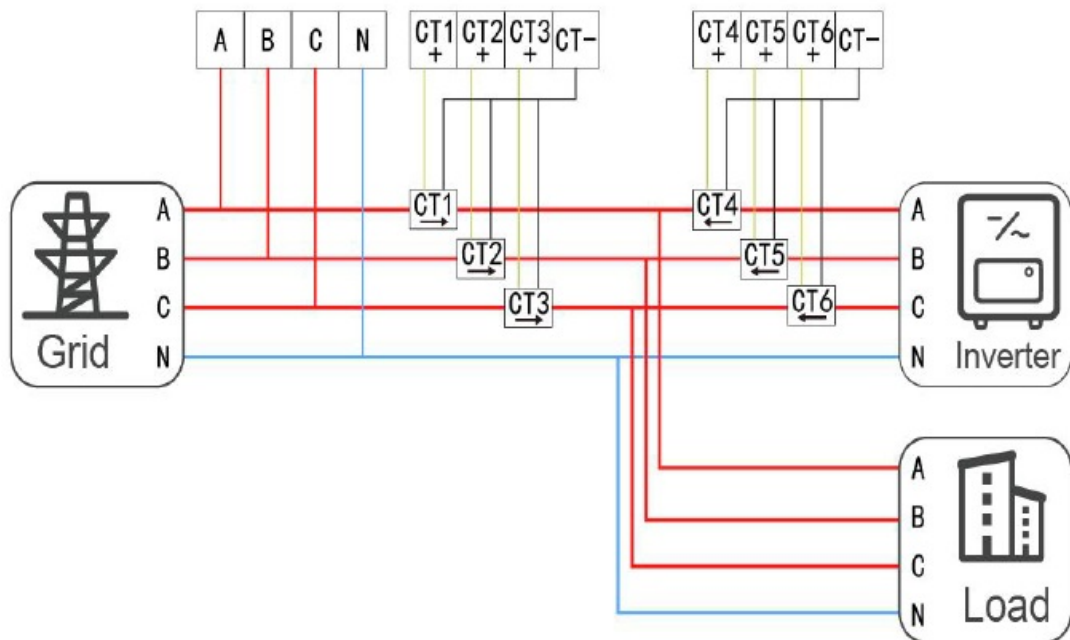 A B C N CT1+ CT2+ CT3+ CT- CT4+ CT5+ CT6+ CT-
A CT1 CT4 A
B CT2 CT5 B
C CT3 CT6 C
N N
Grid Inverter
-/~
A
B
C
N
Load